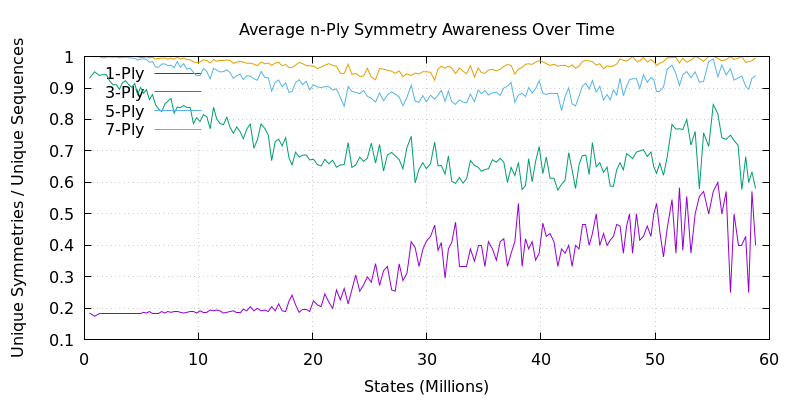 Average n-Ply Symmetry Awareness Over Time
Unique Symmetries / Unique Sequences
1
0.9
0.8
0.7
0.6
0.5
0.4
0.3
0.2
0.1
1-Ply
3-Ply
5-Ply
7-Ply
0 10 20 30 40 50 60
States (Millions)